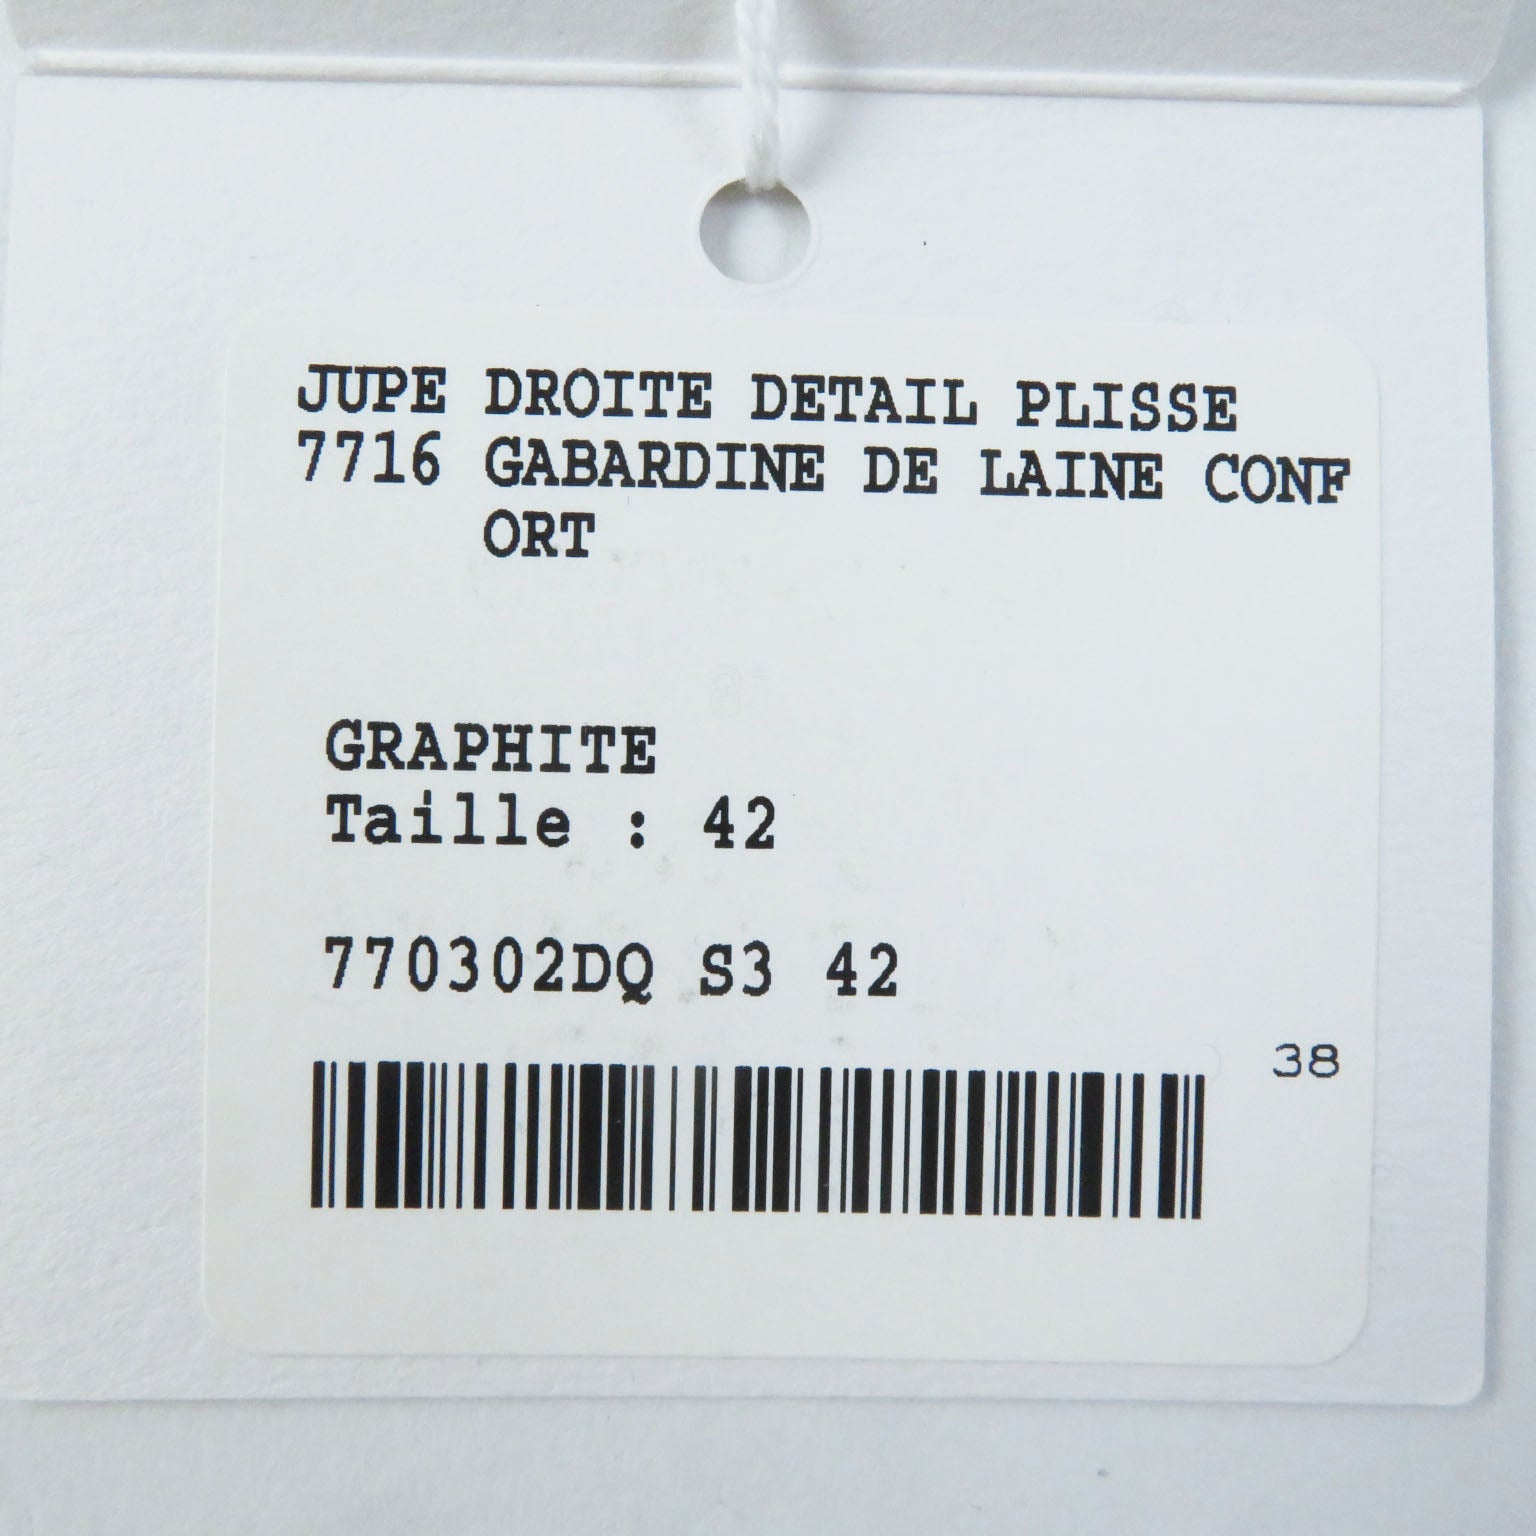 JUPE DROITE DETAIL PLISSE
7716 GABARDINE DE LAINE CONF
ORT
GRAPHITE
Taille : 42
770302DQ S3 42
38